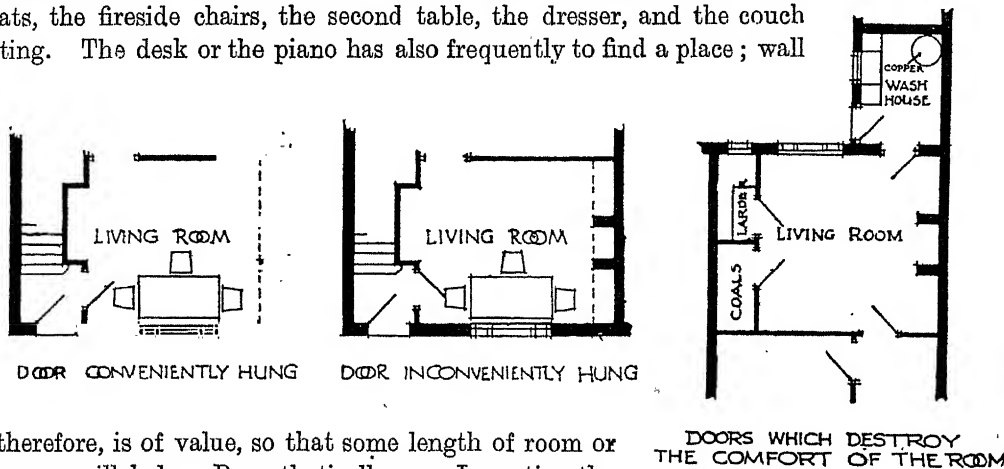 ats, the fireside chairs, the second table, the dresser, and the couch
ting. The desk or the piano has also frequently to find a place; wall
COPPER
WASH
HOUSE
LIVING ROOM
LIVING ROOM
LARDER
LIVING ROOM
COALS
DOOR CONVENIENTLY HUNG
DOOR INCONVENIENTLY HUNG
DOORS WHICH DESTROY
THE COMFORT OF THE ROOM
therefore, is of value, so that some length of room or